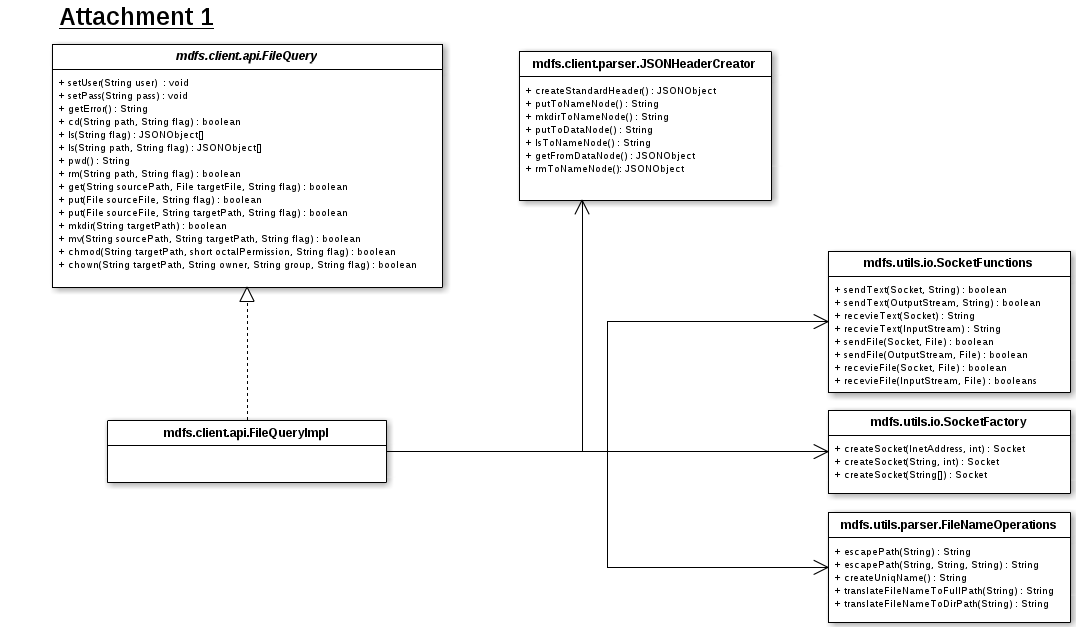 Attachment 1
mdfs.client.api.FileQuery
+ setUser(String user) : void
+ setPass(String pass) : void
+ getError() : String
+ cd(String path, String flag) : boolean
+ ls(String flag) : JSONObject[]
+ ls(String path, String flag) : JSONObject[]
+ pwd() : String
+ rm(String path, String flag) : boolean
+ get(String sourcePath, File targetFile, String flag) : boolean
+ put(File sourceFile, String flag) : boolean
+ put(File sourceFile, String targetPath, String flag) : boolean
+ mkdir(String targetPath) : boolean
+ mv(String sourcePath, String targetPath, String flag) : boolean
+ chmod(String targetPath, short octalPermission, String flag) : boolean
+ chown(String targetPath, String owner, String group, String flag) : boolean
mdfs.client.parser.JSONHeaderCreator
+ createStandardHeader() : JSONObject
+ putToNameNode() : String
+ mkdirToNameNode() : String
+ putToDataNode() : String
+ lsToNameNode() : String
+ getFromDataNode() : JSONObject
+ rmToNameNode(): JSONObject
mdfs.utils.io.SocketFunctions
+ sendText(Socket, String) : boolean
+ sendText(OutputStream, String) : boolean
+ recevieText(Socket) : String
+ recevieText(InputStream) : String
+ sendFile(Socket, File) : boolean
+ sendFile(OutputStream, File) : boolean
+ recevieFile(Socket, File) : boolean
+ recevieFile(InputStream, File) : booleans
mdfs.client.api.FileQueryImpl
mdfs.utils.io.SocketFactory
+ createSocket(InetAddress, int) : Socket
+ createSocket(String, int) : Socket
+ createSocket(String[]) : Socket
mdfs.utils.parser.FileNameOperations
+ escapePath(String) : String
+ escapePath(String, String, String) : String
+ createUniqName() : String
+ translateFileNameToFullPath(String) : String
+ translateFileNameToDirPath(String) : String